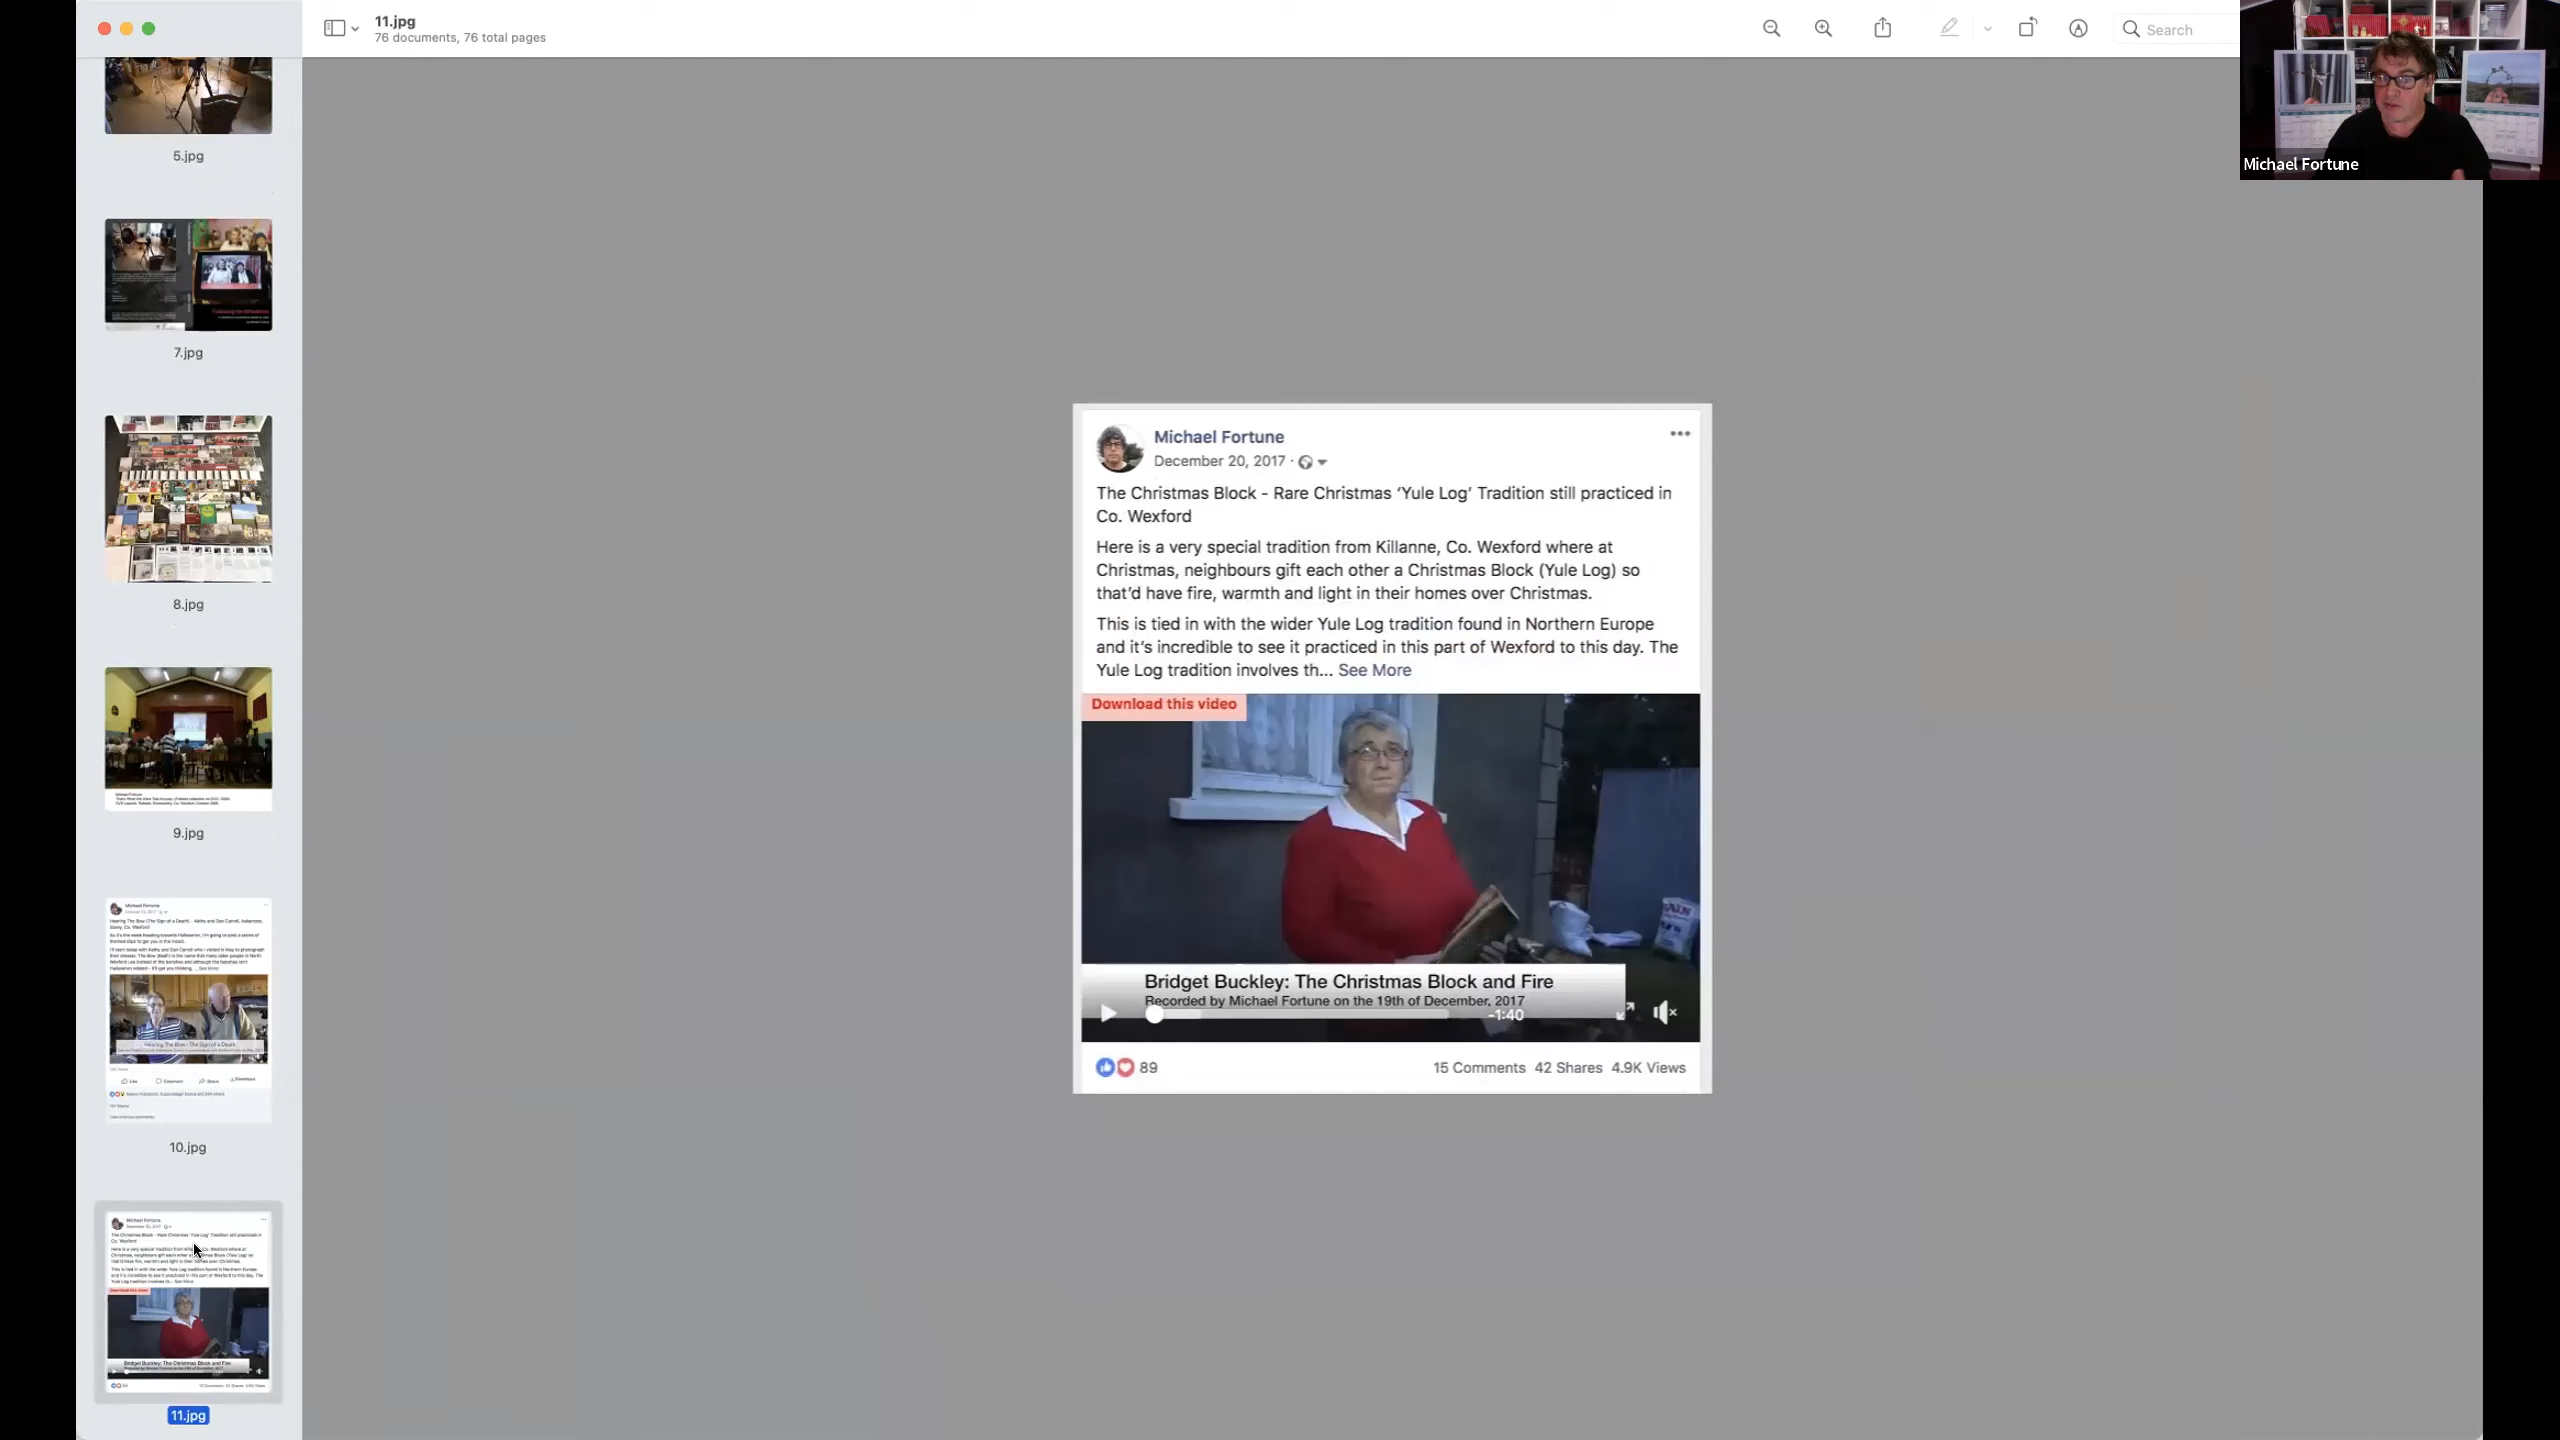 11.jpg
76 documents, 76 total pages
Search
Michael Fortune
5.jpg
7.jpg
8.jpg
9.jpg
10.jpg
11.jpg
Michael Fortune
December 20, 2017 ·
The Christmas Block - Rare Christmas ‘Yule Log’ Tradition still practiced in
Co. Wexford
Here is a very special tradition from Killanne, Co. Wexford where at
Christmas, neighbours gift each other a Christmas Block (Yule Log) so
that’d have fire, warmth and light in their homes over Christmas.
This is tied in with the wider Yule Log tradition found in Northern Europe
and it’s incredible to see it practiced in this part of Wexford to this day. The
Yule Log tradition involves th... See More
Download this video
Bridget Buckley: The Christmas Block and Fire
Recorded by Michael Fortune on the 19th of December, 2017
-1:40
89
15 Comments 42 Shares 4.9K Views